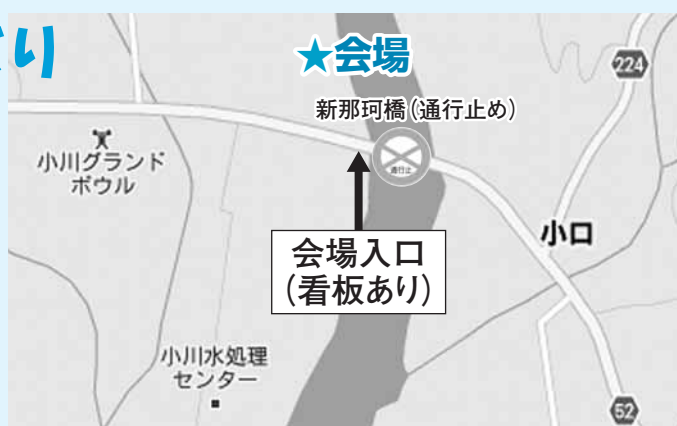 り
★会場
224
新那珂橋（通行止め）
通行止
小川グランド
ボウル
小口
会場入口
（看板あり）
小川水処理
センター
52